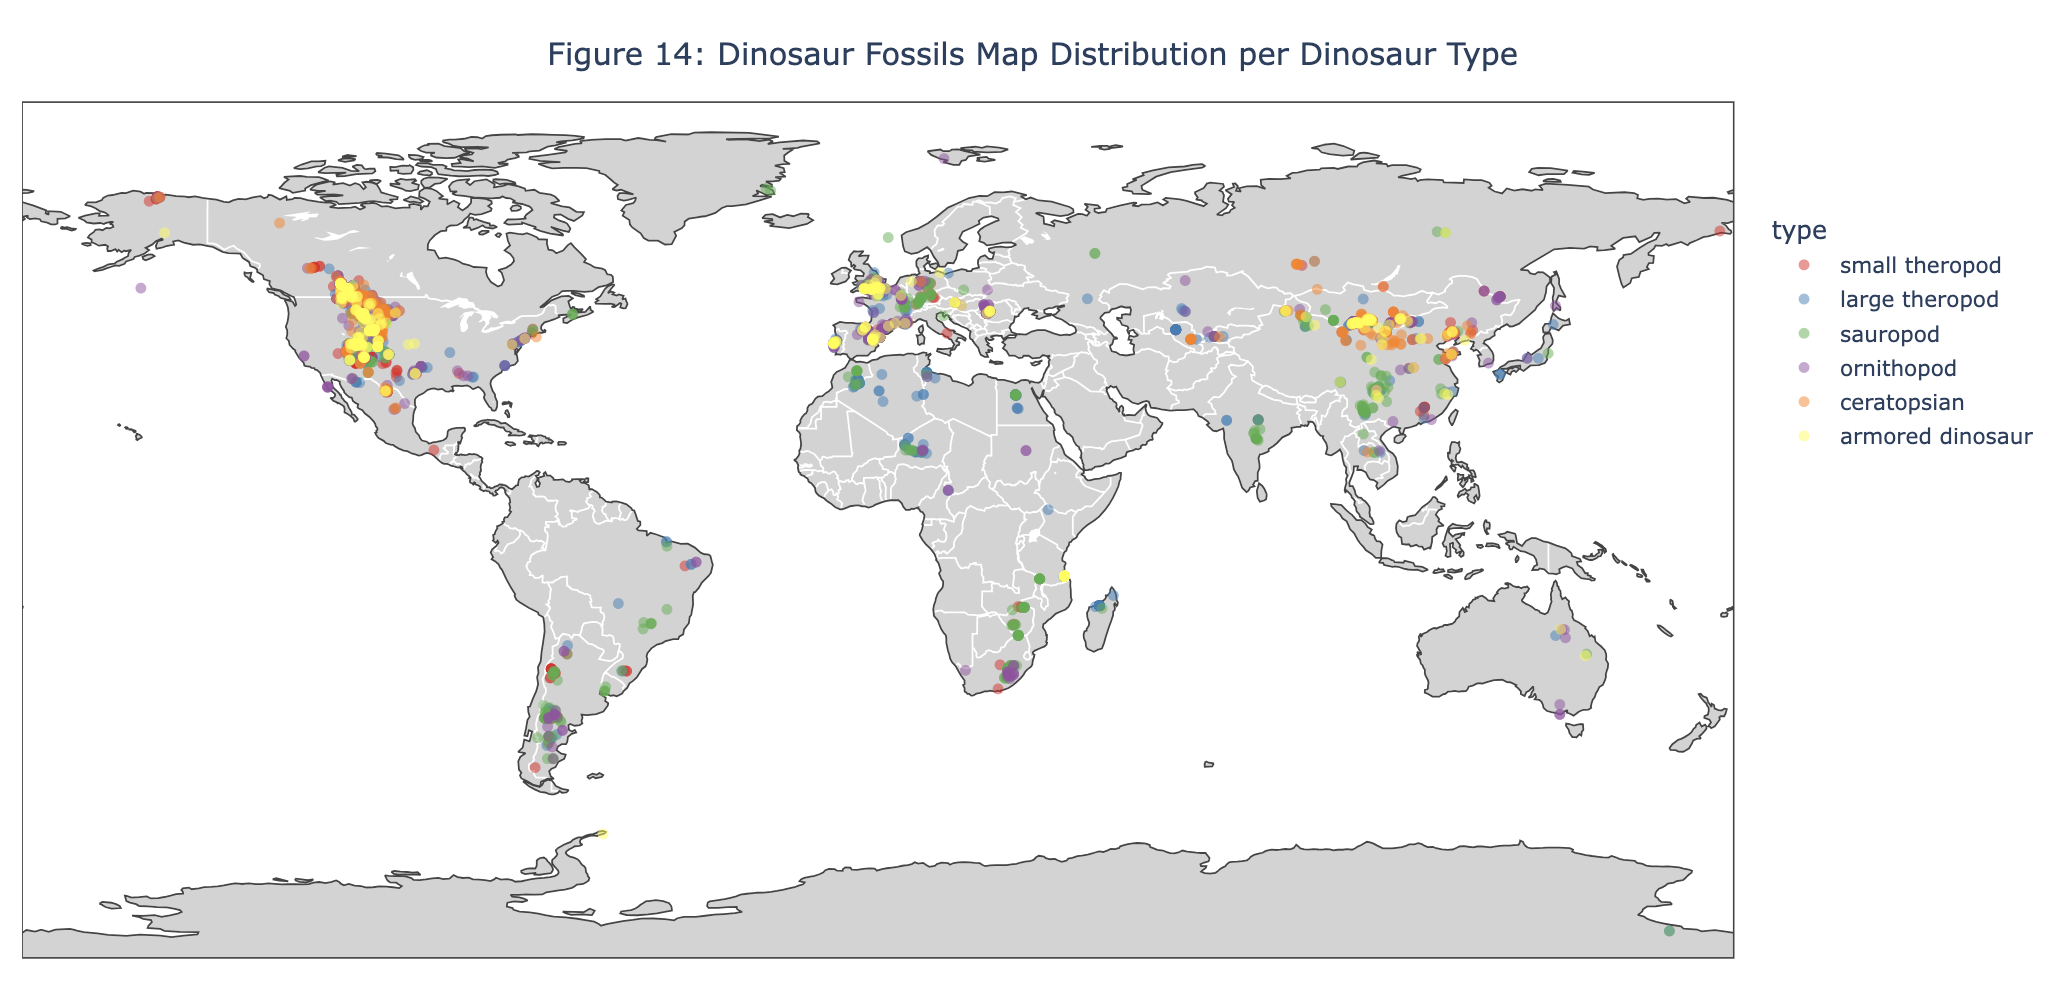 Figure 14: Dinosaur Fossils Map Distribution per Dinosaur Type
type
small theropod
large theropod
sauropod
ornithopod
ceratopsian
armored dinosaur